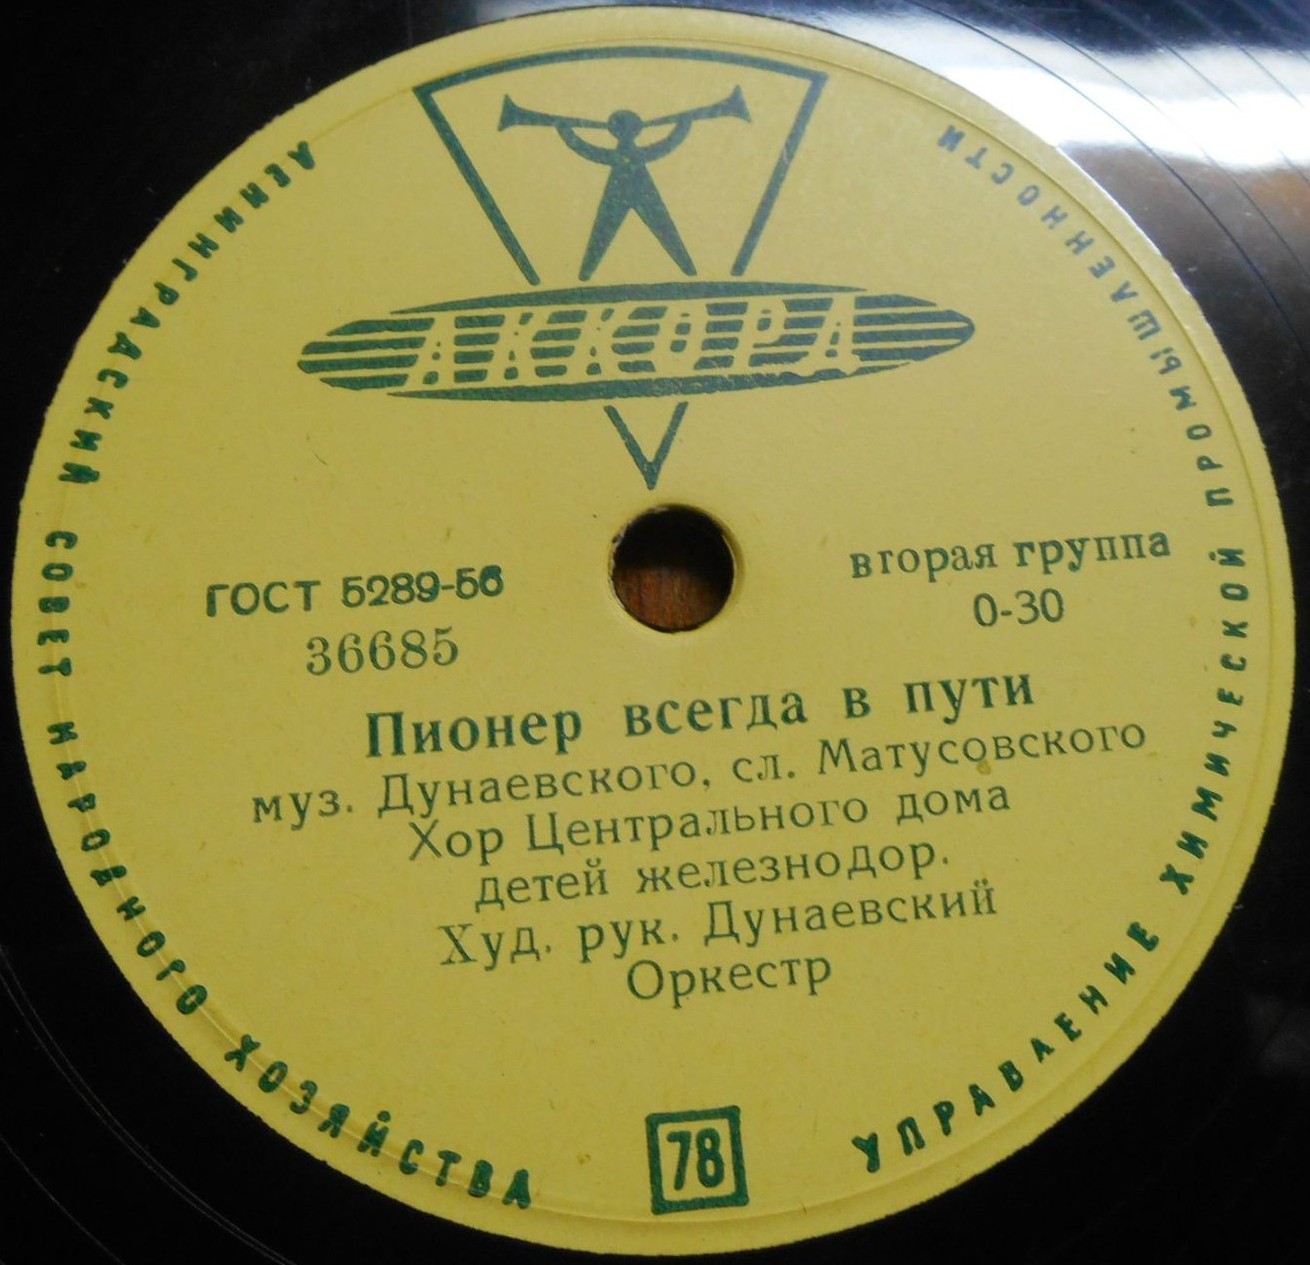 АККОРД
ЛЕНИНГРАДСКИЙ СОВЕТ НАРОДНОГО ХОЗЯЙСТВА
УПРАВЛЕНИЕ ХИМИЧЕСКОЙ ПРОМЫШЛЕННОСТИ
ГОСТ 5289-56
36685
вторая группа
0-30
Пионер всегда в пути
муз. Дунаевского, сл. Матусовского
Хор Центрального дома
детей железнодор.
Худ. рук. Дунаевский
Оркестр
78